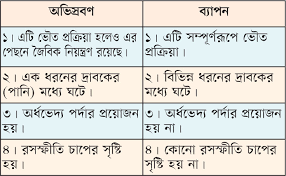 অভিস্রবণ
ব্যাপন
১। এটি ভৌত প্রক্রিয়া হলেও এর
পেছনে জৈবিক নিয়ন্ত্রণ রয়েছে।
১। এটি সম্পূর্ণরূপে ভৌত
প্রক্রিয়া।
২। এক ধরনের দ্রাবকের
(পানি) মধ্যে ঘটে।
২। বিভিন্ন ধরনের দ্রাবকের
মধ্যে ঘটে।
৩। অর্ধভেদ্য পর্দার প্রয়োজন
হয়।
৩। অর্ধভেদ্য পর্দার প্রয়োজন
হয় না।
৪। রসস্ফীতি চাপের সৃষ্টি
হয়।
৪। কোনো রসস্ফীতি চাপের
সৃষ্টি হয় না।